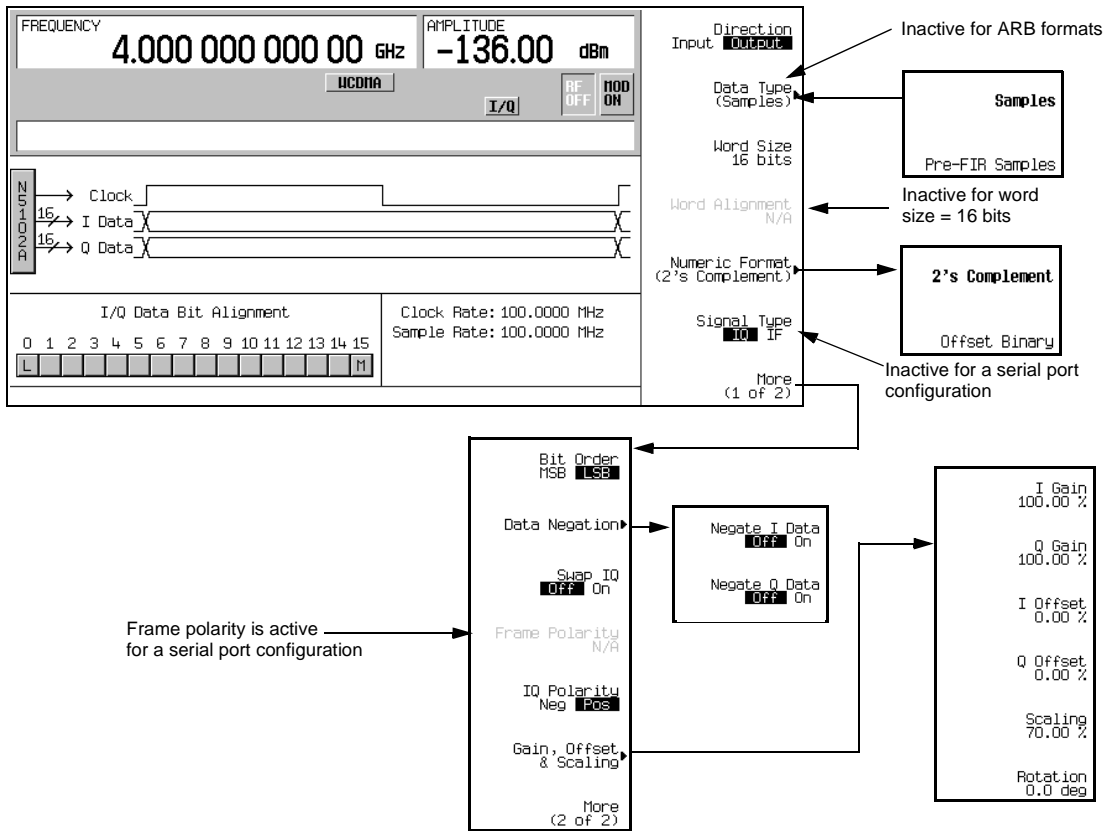 FREQUENCY
4.000 000 000 00 GHz
AMPLITUDE
-136.00 dBm
WCDMA
I/Q
RF OFF
MOD ON
N5102A
Clock
16 I Data
16 Q Data
I/Q Data Bit Alignment
0 1 2 3 4 5 6 7 8 9 10 11 12 13 14 15
L M
Clock Rate: 100.0000 MHz
Sample Rate: 100.0000 MHz
Direction
Input Output
Data Type
(Samples)
Word Size
16 bits
Word Alignment
N/A
Numeric Format
(2's Complement)
Signal Type
IQ IF
More
(1 of 2)
Inactive for ARB formats
Samples
Pre-FIR Samples
Inactive for word
size = 16 bits
2's Complement
Offset Binary
Inactive for a serial port
configuration
Bit Order
MSB LSB
Data Negation
Swap IQ
Off On
Frame Polarity
N/A
IQ Polarity
Neg Pos
Gain, Offset
& Scaling
More
(2 of 2)
Frame polarity is active
for a serial port configuration
Negate I Data
Off On
Negate Q Data
Off On
I Gain
100.00 %
Q Gain
100.00 %
I Offset
0.00 %
Q Offset
0.00 %
Scaling
70.00 %
Rotation
0.0 deg